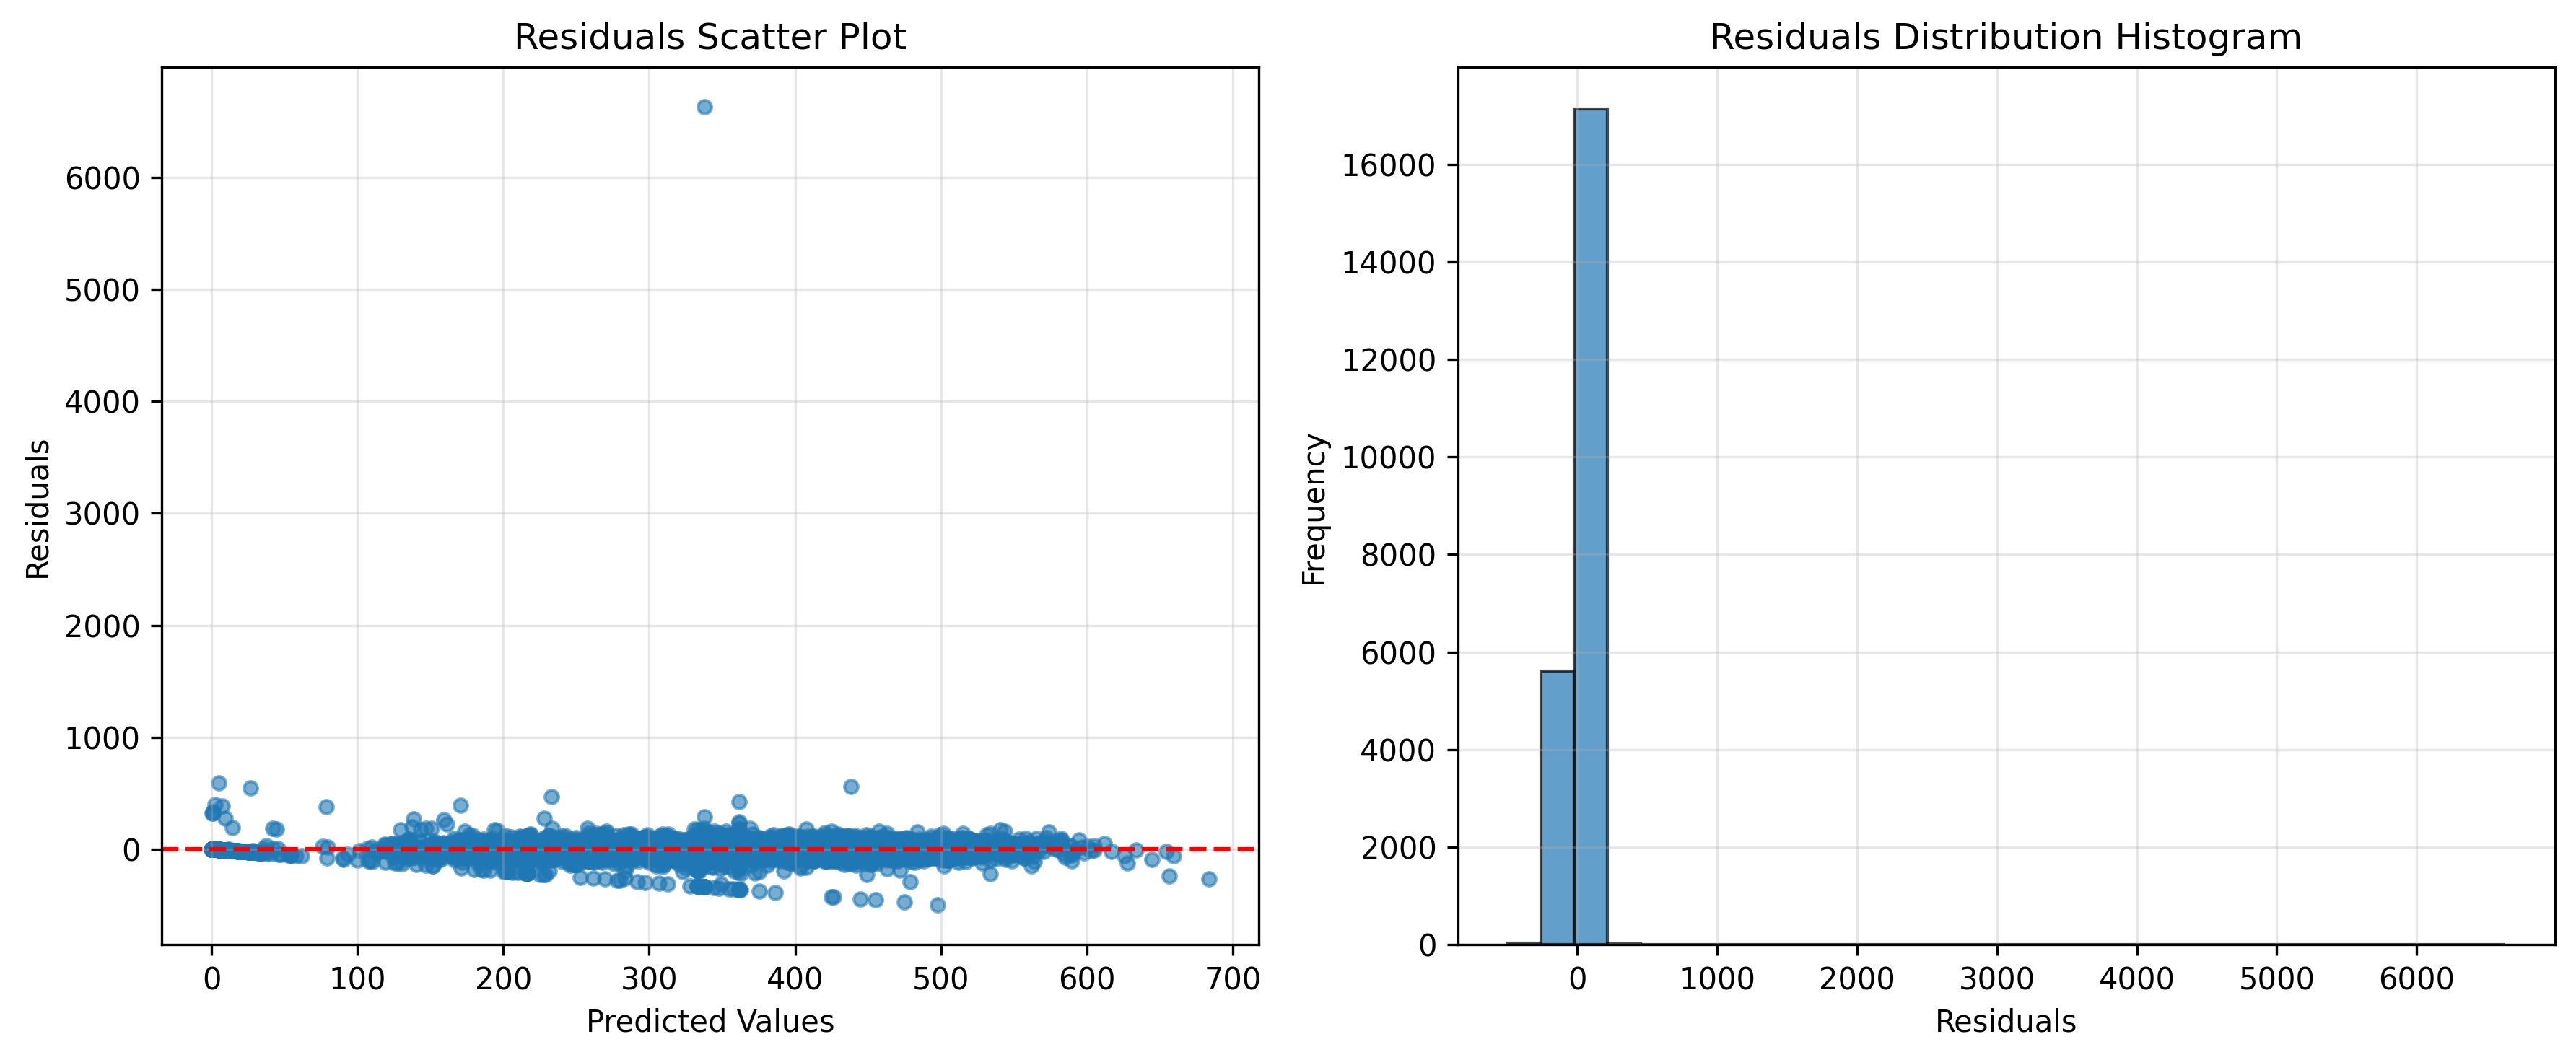 Residuals Scatter Plot
Residuals
6000
5000
4000
3000
2000
1000
0
0 100 200 300 400 500 600 700
Predicted Values
Residuals Distribution Histogram
Frequency
16000
14000
12000
10000
8000
6000
4000
2000
0
0 1000 2000 3000 4000 5000 6000
Residuals